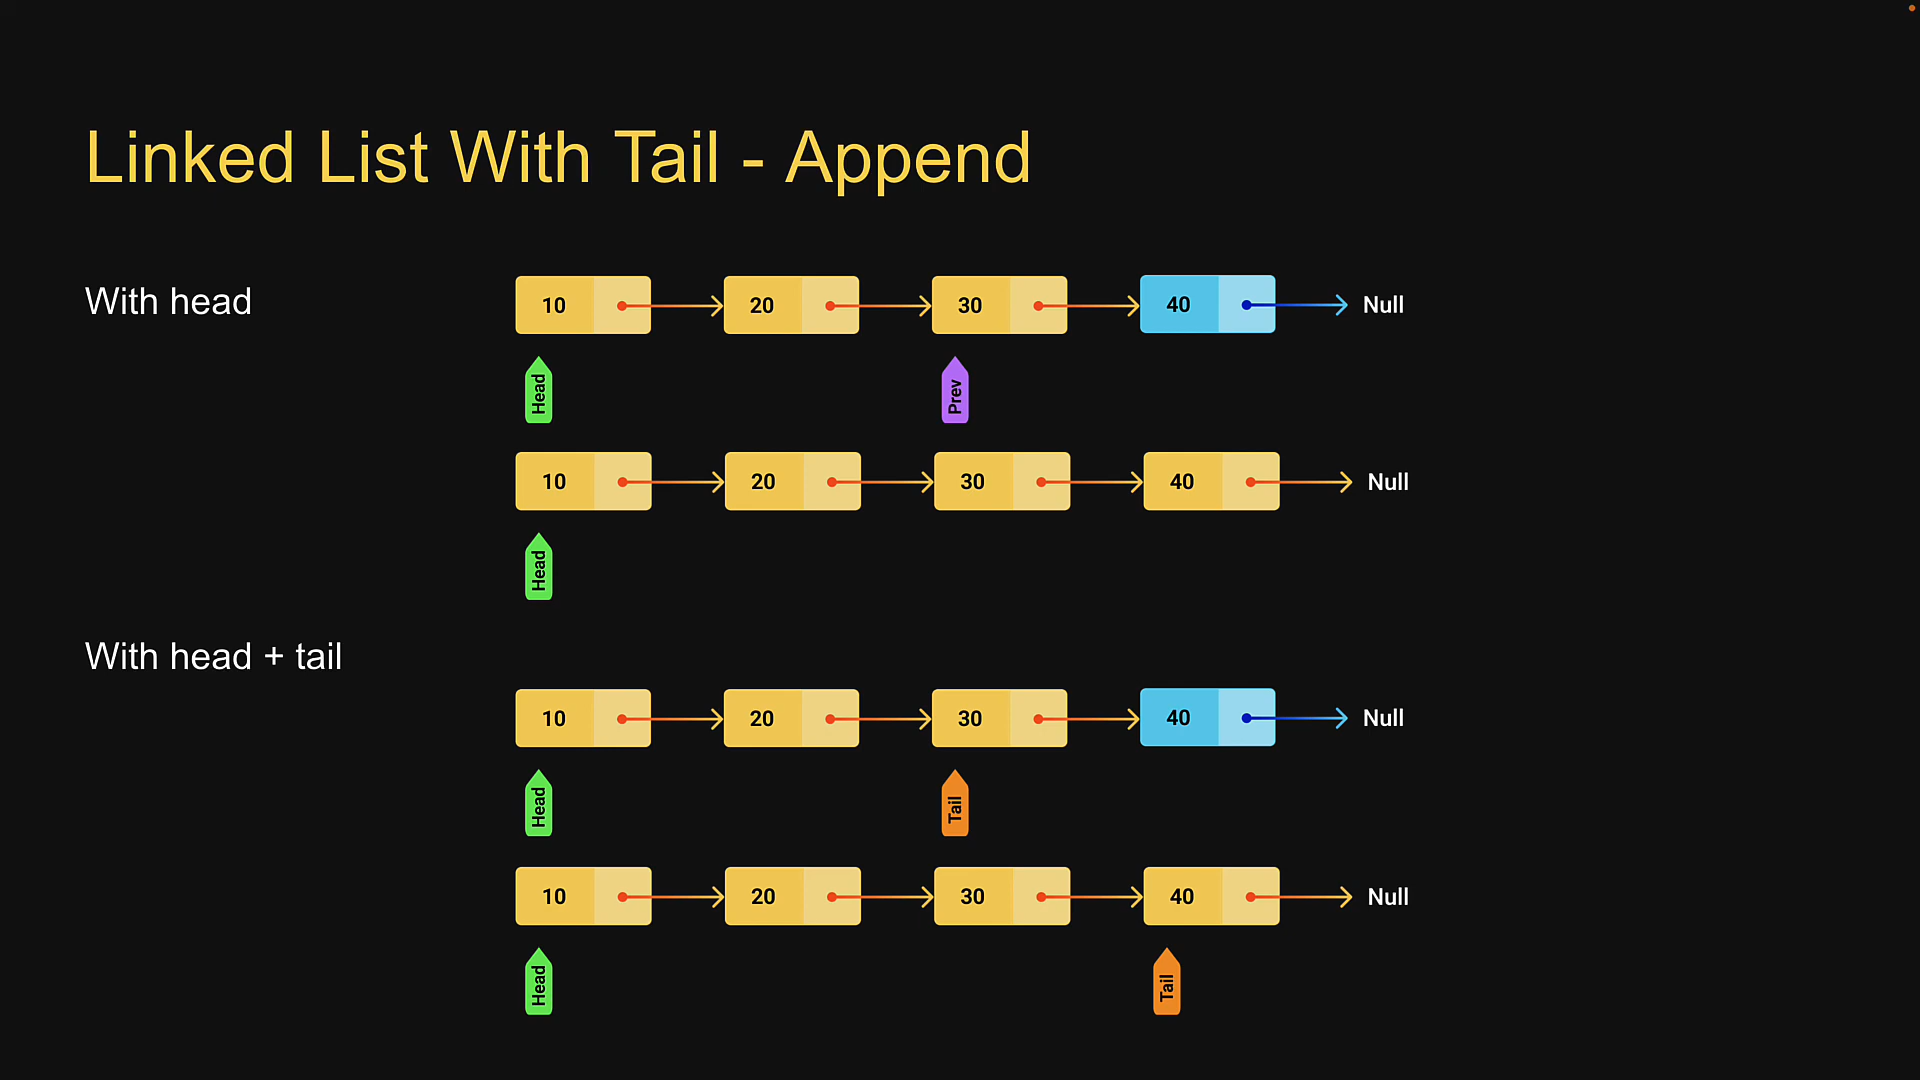 Linked List With Tail - Append
With head
10 20 30 40 Null
Head Prev
10 20 30 40 Null
Head
With head + tail
10 20 30 40 Null
Head Tail
10 20 30 40 Null
Head Tail